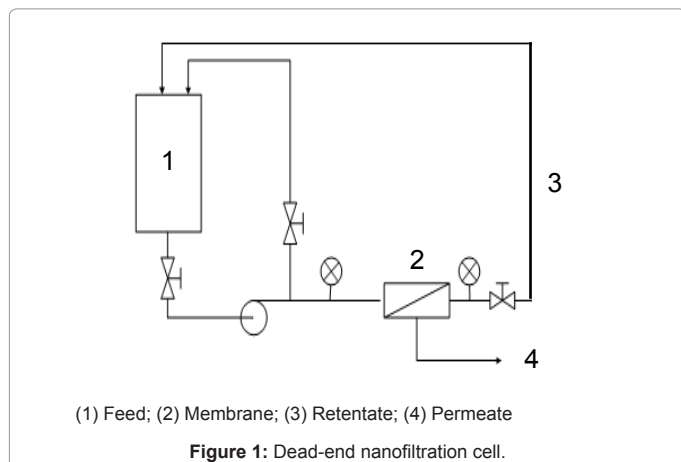 1
2
3
4
(1) Feed; (2) Membrane; (3) Retentate; (4) Permeate
Figure 1: Dead-end nanofiltration cell.